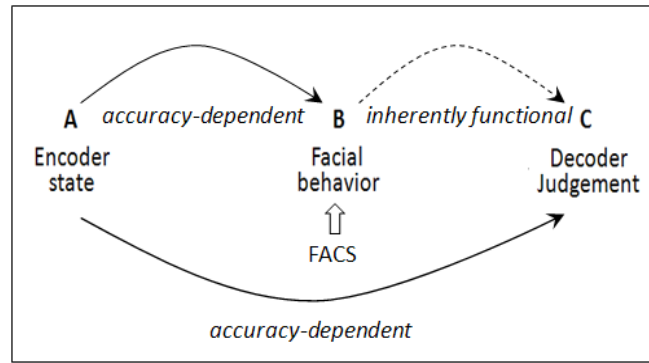 A accuracy-dependent B inherently functional C
Encoder state
Facial behavior
Decoder Judgement
FACS
accuracy-dependent